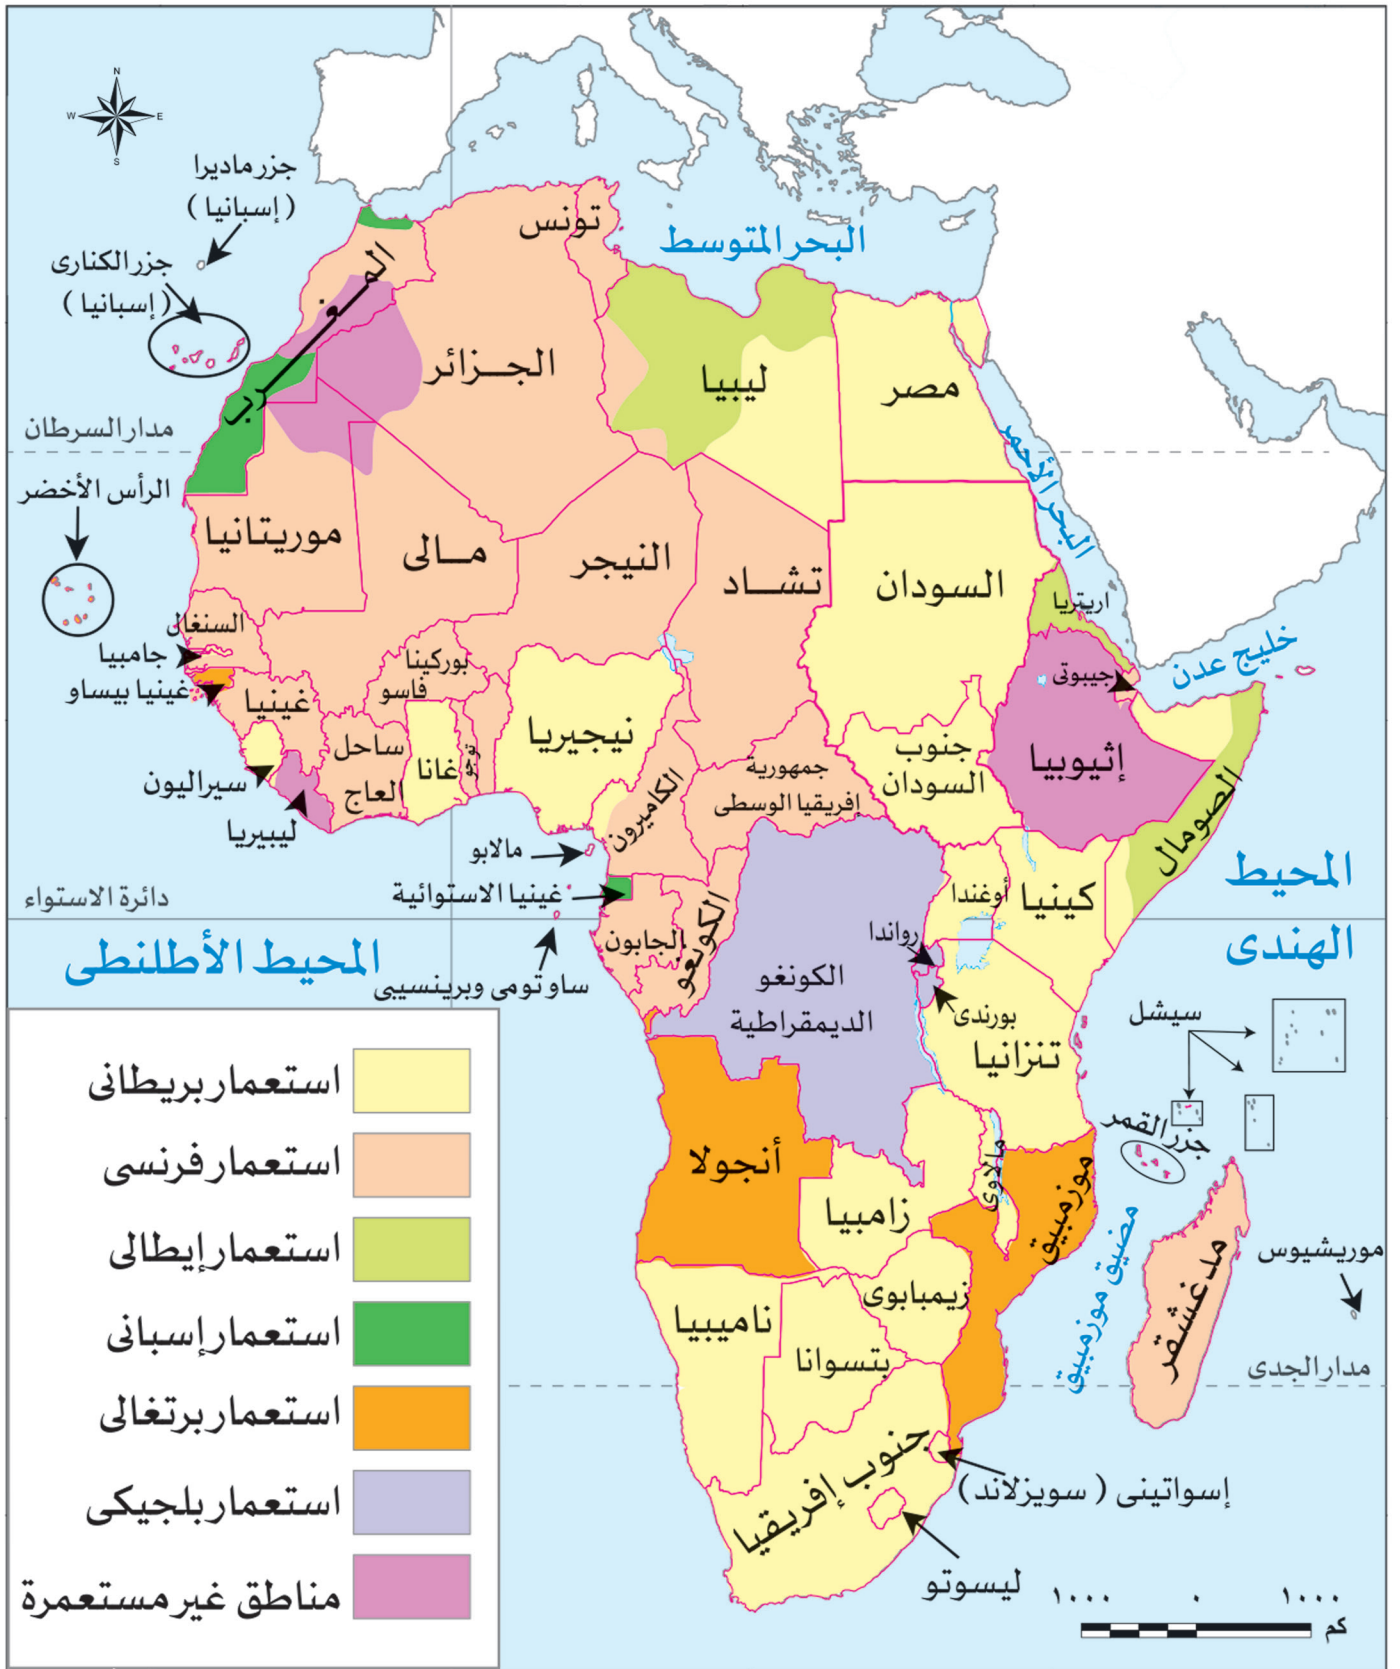 N
W E
S
جزر ماديرا
(إسبانيا)
جزر الكنارى
(إسبانيا)
تونس
البحر المتوسط
المغرب
الجـزائر
ليبيا
مصر
مدار السرطان
البحر الأحمر
الرأس الأخضر
موريتانيا
مـالى
النيجر
تشـاد
السودان
اريتريا
السنغال
جامبيا
غينيا بيساو
بوركينا
فاسو
جيبوتى
خليج عدن
غينيا
ساحل
العاج
غانا
توجو
نيجيريا
جنوب
السودان
إثيوبيا
الصومال
سيراليون
ليبيريا
الكاميرون
جمهورية
إفريقيا الوسطى
مالابو
غينيا الاستوائية
دائرة الاستواء
أوغندا
كينيا
المحيط
الهندى
المحيط الأطلنطى
ساوتومى وبرينسيبى
الجابون
الكونغو
الكونغو
الديمقراطية
رواندا
بورندى
تنزانيا
سيشل
جزر القمر
أنجولا
زامبيا
مالاوى
موزمبيق
مضيق موزمبيق
مدغشقر
موريشيوس
ناميبيا
زيمبابوى
بتسوانا
مدار الجدى
جنوب إفريقيا
إسواتينى (سويزلاند)
ليسوتو
استعمار بريطانى
استعمار فرنسى
استعمار إيطالى
استعمار إسبانى
استعمار برتغالى
استعمار بلجيكى
مناطق غير مستعمرة
١٠٠٠ ٠ ١٠٠٠
كم